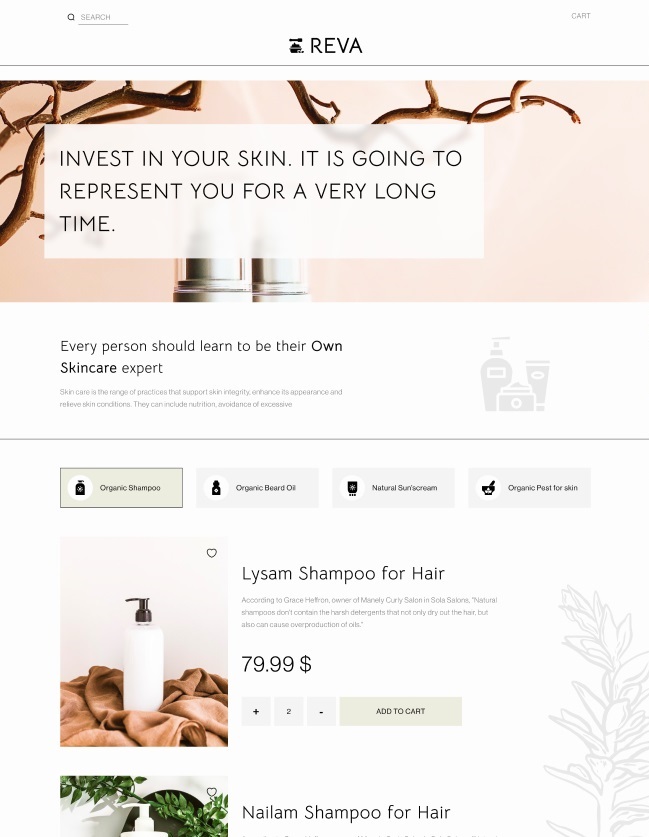 SEARCH
CART
REVA
INVEST IN YOUR SKIN. IT IS GOING TO
REPRESENT YOU FOR A VERY LONG
TIME.
Every person should learn to be their Own
Skincare expert
Skin care is the range of practices that support skin integrity, enhance its appearance and
relieve skin conditions. They can include nutrition, avoidance of excessive
Organic Shampoo
Organic Beard Oil
Natural Sun'scream
Organic Pest for skin
Lysam Shampoo for Hair
According to Grace Heffron, owner of Manely Curly Salon in Sola Salons, "Natural
shampoos don't contain the harsh detergents that not only dry out the hair, but
also can cause overproduction of oils."
79.99 $
+ 2 - ADD TO CART
Nailam Shampoo for Hair